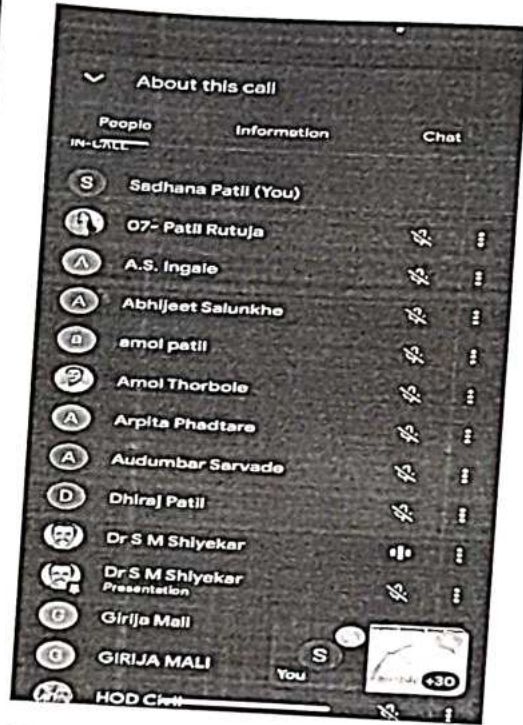 About this call
People Information Chat
IN-CALL
S Sadhana Patil (You)
07- Patil Rutuja
A A.S. Ingale
A Abhijeet Salunkhe
a amol patil
Amol Thorbole
A Arpita Phadtare
A Audumbar Sarvade
D Dhiraj Patil
Dr S M Shiyekar
Dr S M Shiyekar
Presentation
G Girija Mali
G GIRIJA MALI
S
You +30
HOD Civil